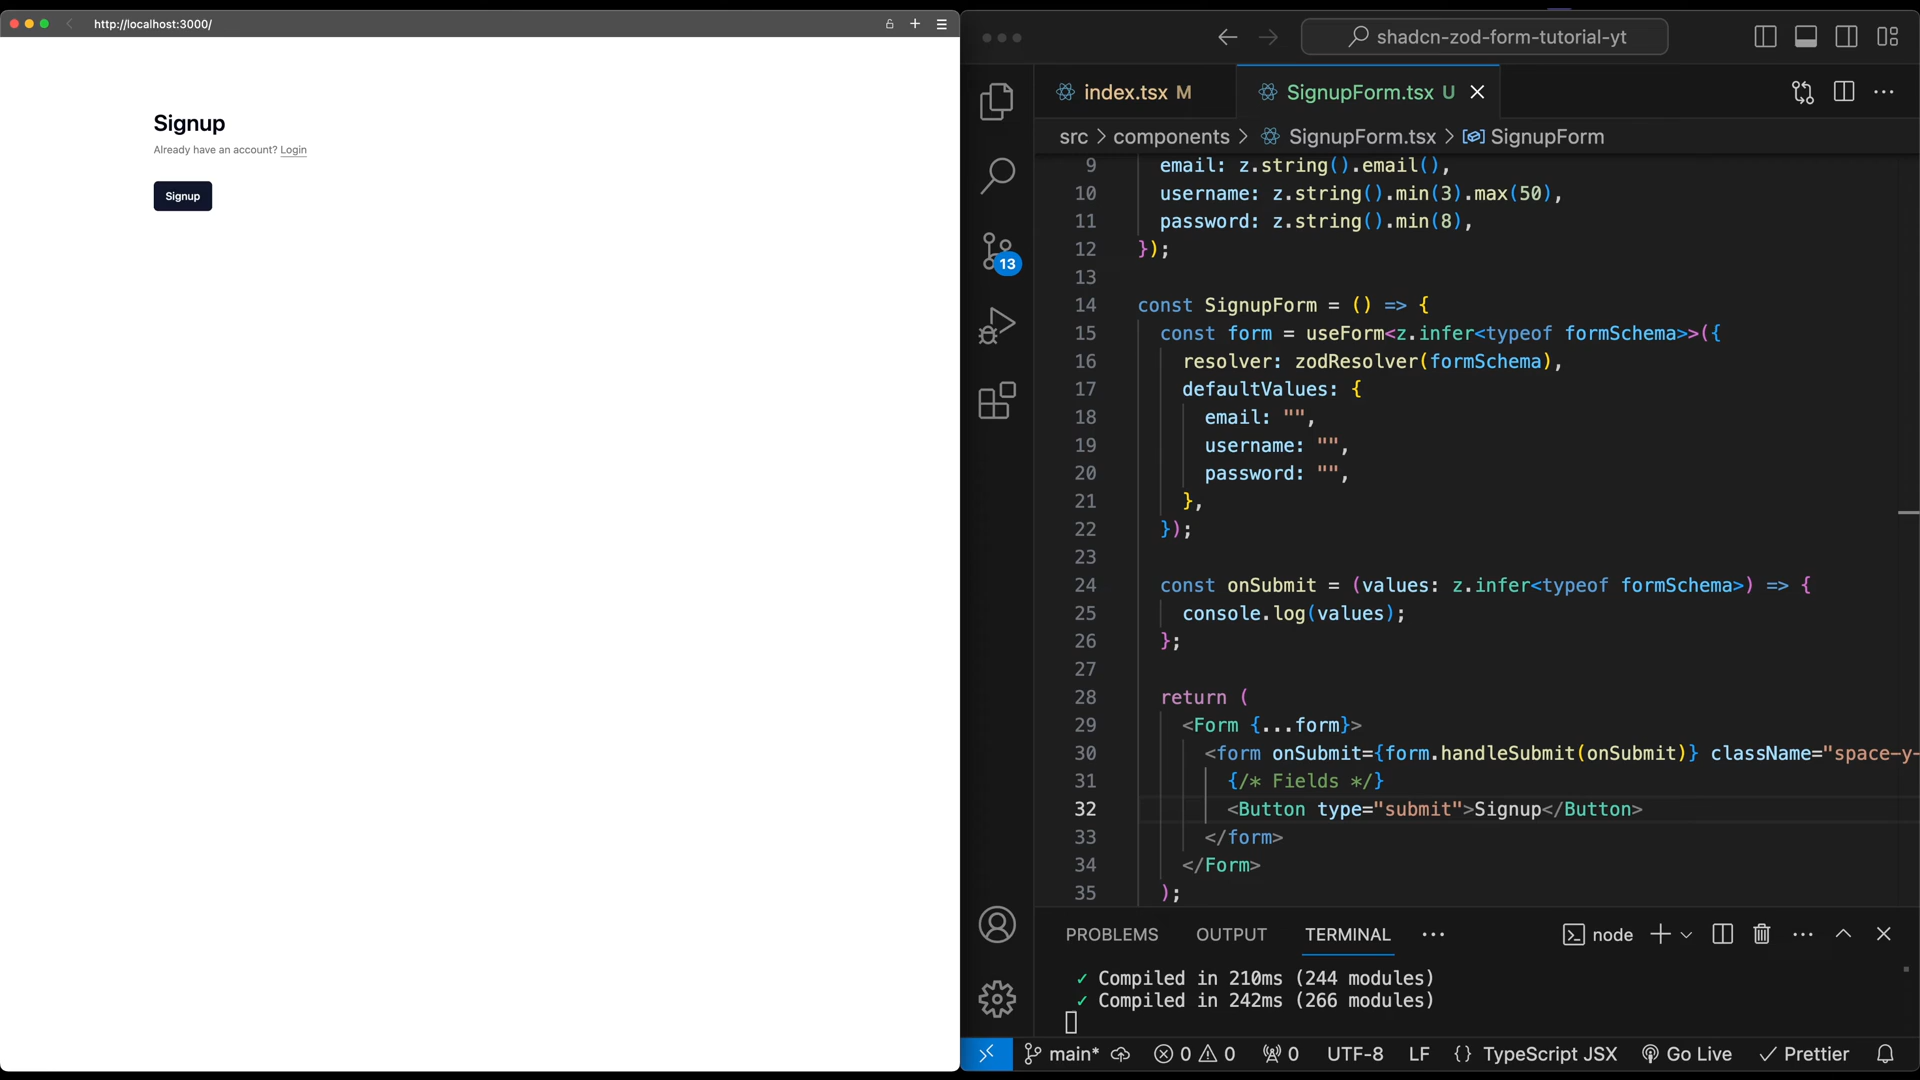 http://localhost:3000/
Signup
Already have an account? Login
Signup
shadcn-zod-form-tutorial-yt
index.tsx M
SignupForm.tsx U
src > components > SignupForm.tsx > SignupForm
9 email: z.string().email(),
10 username: z.string().min(3).max(50),
11 password: z.string().min(8),
12 });
13
14 const SignupForm = () => {
15 const form = useForm<z.infer<typeof formSchema>>({
16 resolver: zodResolver(formSchema),
17 defaultValues: {
18 email: "",
19 username: "",
20 password: "",
21 },
22 });
23
24 const onSubmit = (values: z.infer<typeof formSchema>) => {
25 console.log(values);
26 };
27
28 return (
29 <Form {...form}>
30 <form onSubmit={form.handleSubmit(onSubmit)} className="space-y-
31 {/* Fields */}
32 <Button type="submit">Signup</Button>
33 </form>
34 </Form>
35 );
13
PROBLEMS OUTPUT TERMINAL ··· node
✓ Compiled in 210ms (244 modules)
✓ Compiled in 242ms (266 modules)
main* 0 0 0 UTF-8 LF {} TypeScript JSX Go Live ✓ Prettier